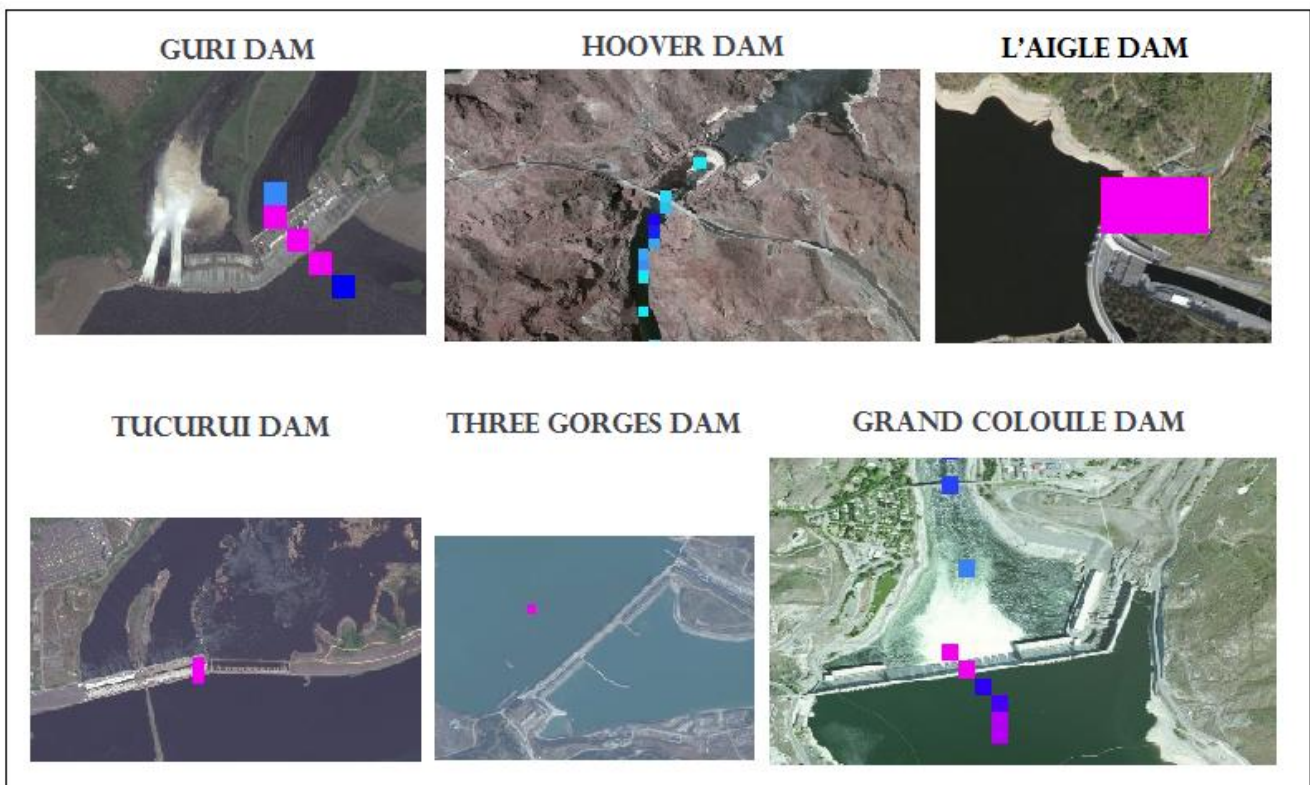 GURI DAM
HOOVER DAM
L'AIGLE DAM
TUCURUI DAM
THREE GORGES DAM
GRAND COLOULE DAM